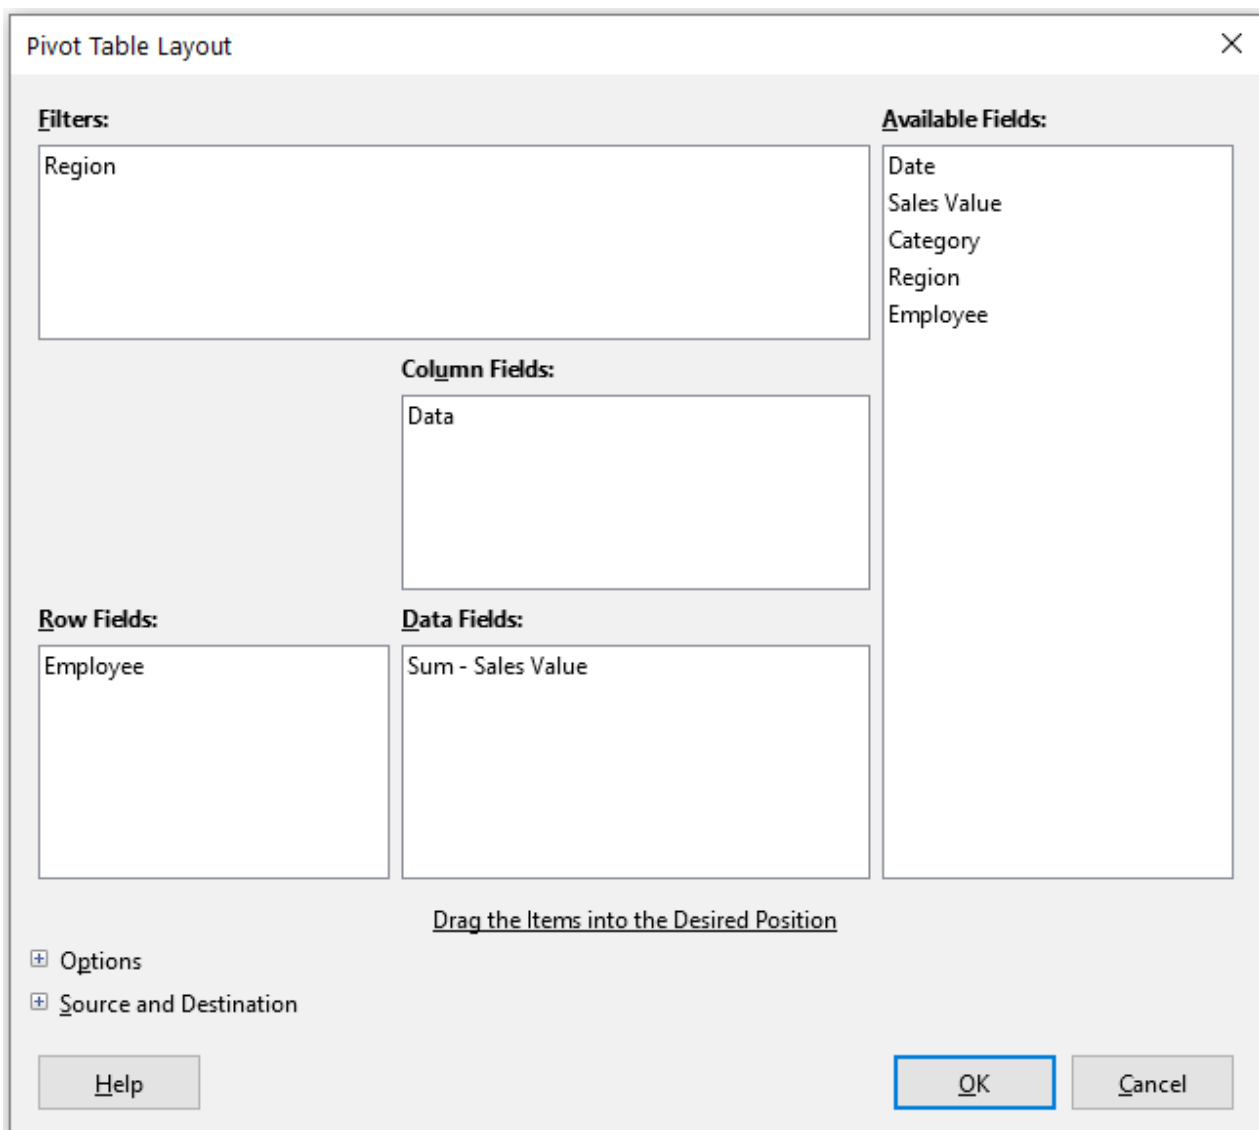 Pivot Table Layout
Filters:
Region
Available Fields:
Date
Sales Value
Category
Region
Employee
Column Fields:
Data
Row Fields:
Employee
Data Fields:
Sum - Sales Value
Drag the Items into the Desired Position
Options
Source and Destination
Help
OK
Cancel